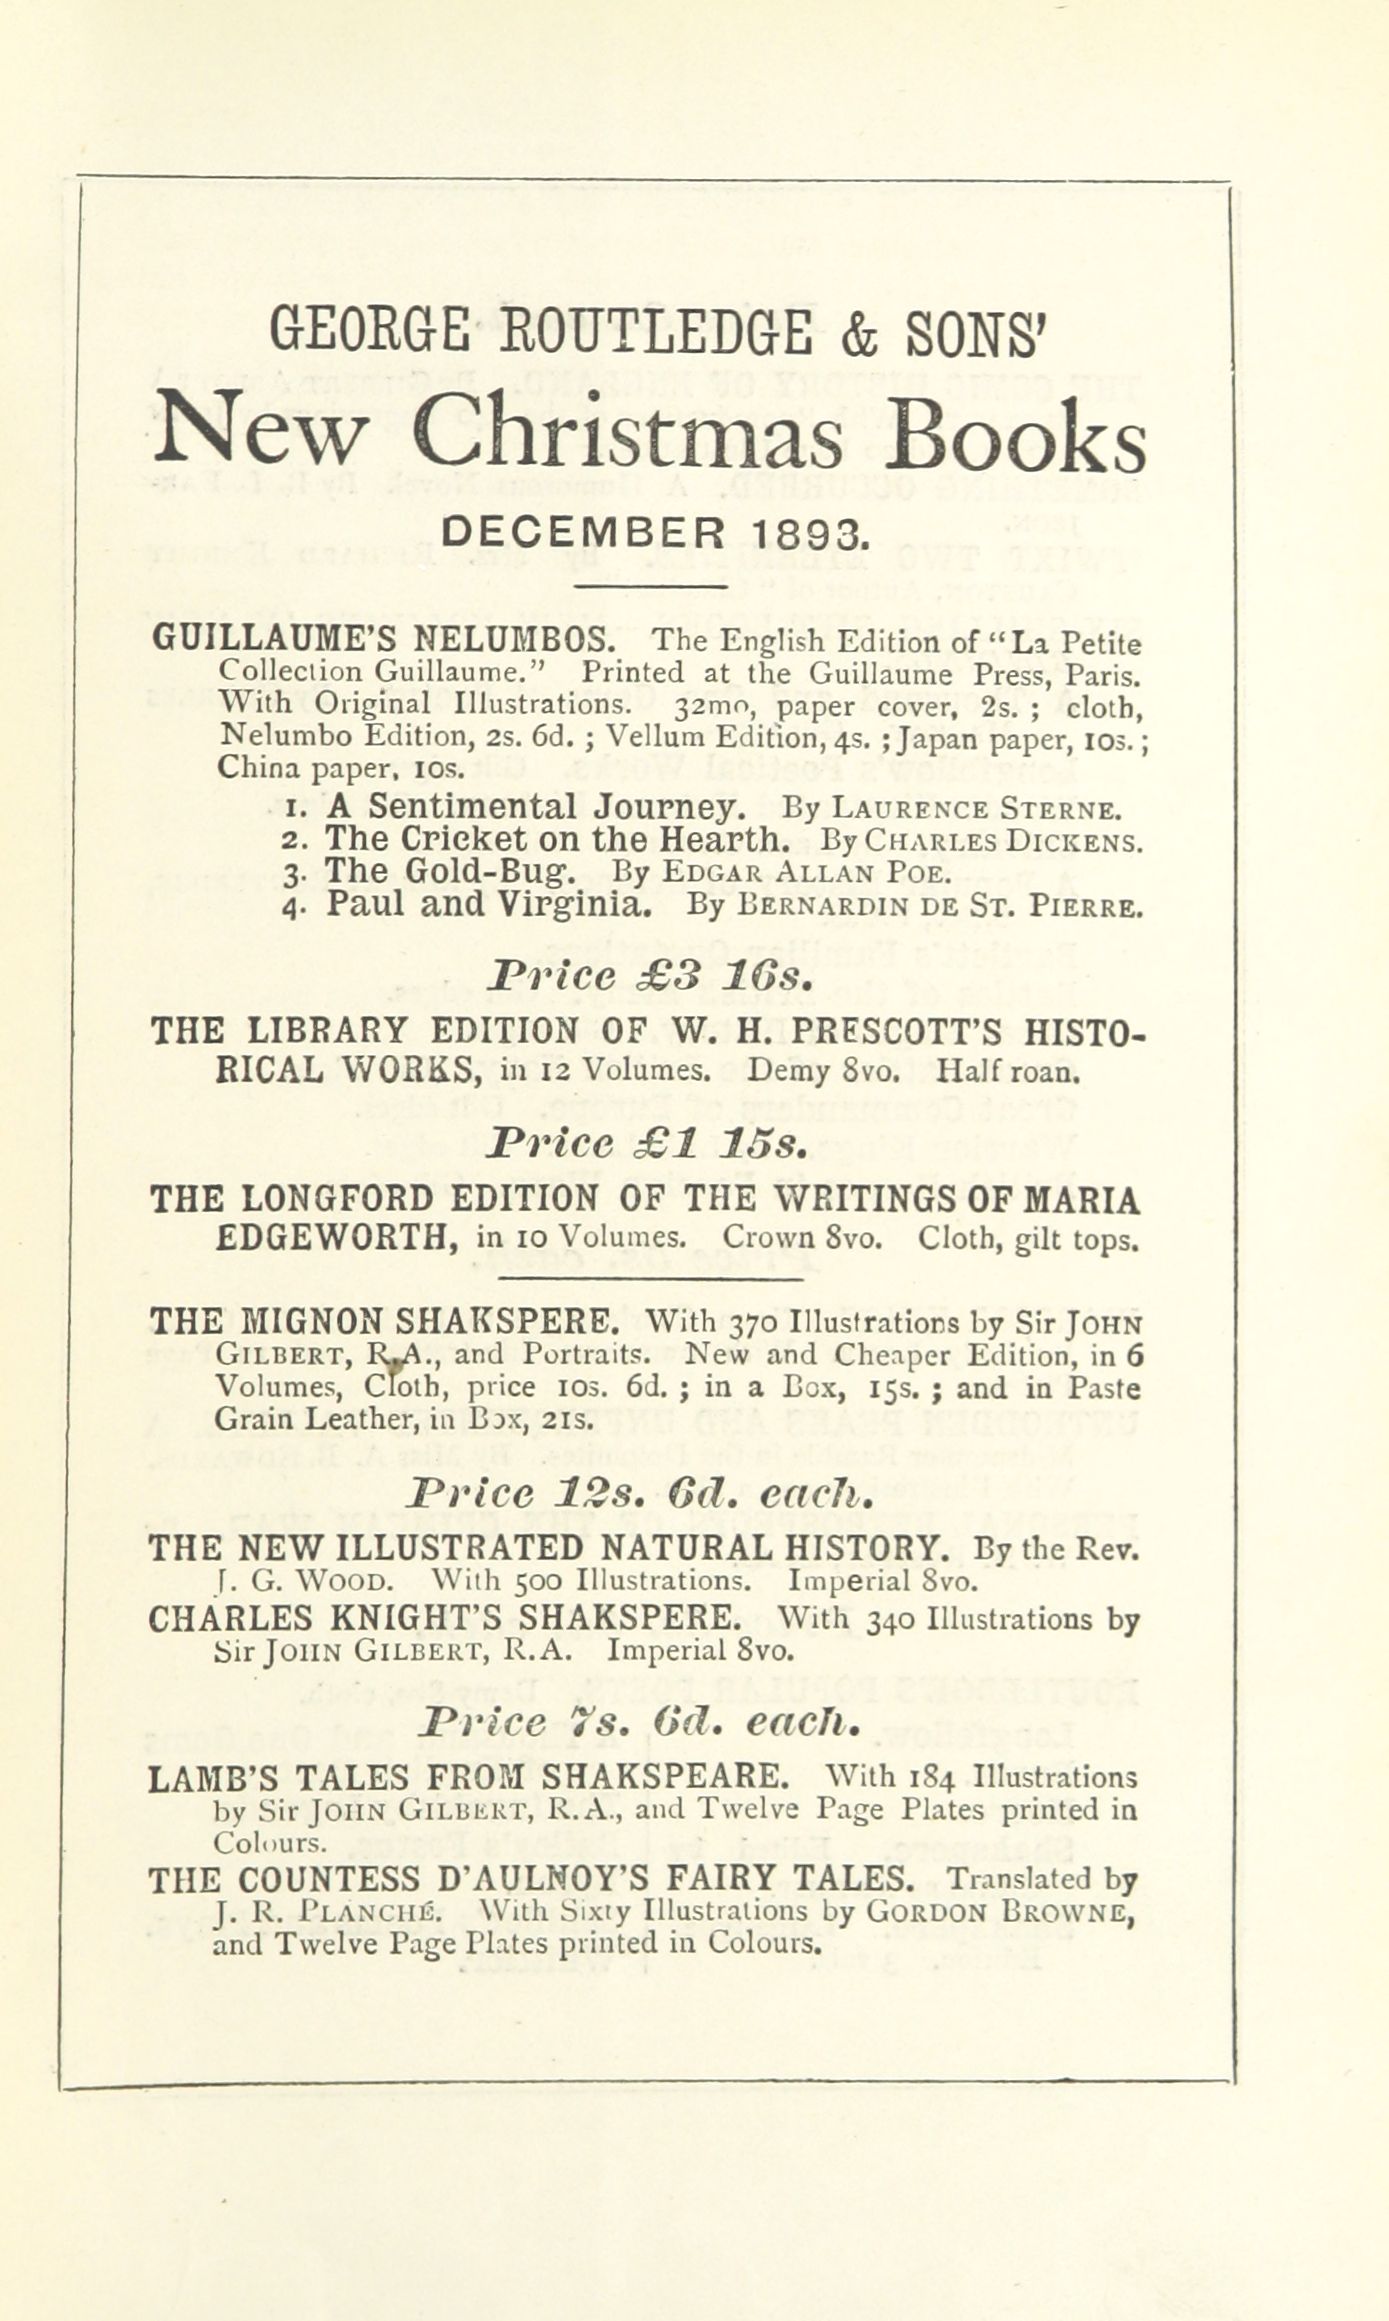 GEORGE ROUTLEDGE & SONS'
New Christmas Books
DECEMBER 1893.
GUILLAUME'S NELUMBOS. The English Edition of "La Petite
Collection Guillaume." Printed at the Guillaume Press, Paris.
With Original Illustrations. 32mo, paper cover, 2s. ; cloth,
Nelumbo Edition, 2s. 6d. ; Vellum Edition, 4s. ; Japan paper, 10s. ;
China paper, 10s.
1. A Sentimental Journey. By LAURENCE STERNE.
2. The Cricket on the Hearth. By CHARLES DICKENS.
3. The Gold-Bug. By EDGAR ALLAN POE.
4. Paul and Virginia. By BERNARDIN DE ST. PIERRE.
Price £3 16s.
THE LIBRARY EDITION OF W. H. PRESCOTT'S HISTO-
RICAL WORKS, in 12 Volumes. Demy 8vo. Half roan.
Price £1 15s.
THE LONGFORD EDITION OF THE WRITINGS OF MARIA
EDGEWORTH, in 10 Volumes. Crown 8vo. Cloth, gilt tops.
THE MIGNON SHAKSPERE. With 370 Illustrations by Sir JOHN
GILBERT, R.A., and Portraits. New and Cheaper Edition, in 6
Volumes, Cloth, price 10s. 6d. ; in a Box, 15s. ; and in Paste
Grain Leather, in Box, 21s.
Price 12s. 6d. each.
THE NEW ILLUSTRATED NATURAL HISTORY. By the Rev.
J. G. WOOD. With 500 Illustrations. Imperial 8vo.
CHARLES KNIGHT'S SHAKSPERE. With 340 Illustrations by
Sir JOHN GILBERT, R.A. Imperial 8vo.
Price 7s. 6d. each.
LAMB'S TALES FROM SHAKSPEARE. With 184 Illustrations
by Sir JOHN GILBERT, R.A., and Twelve Page Plates printed in
Colours.
THE COUNTESS D'AULNOY'S FAIRY TALES. Translated by
J. R. PLANCHÉ. With Sixty Illustrations by GORDON BROWNE,
and Twelve Page Plates printed in Colours.